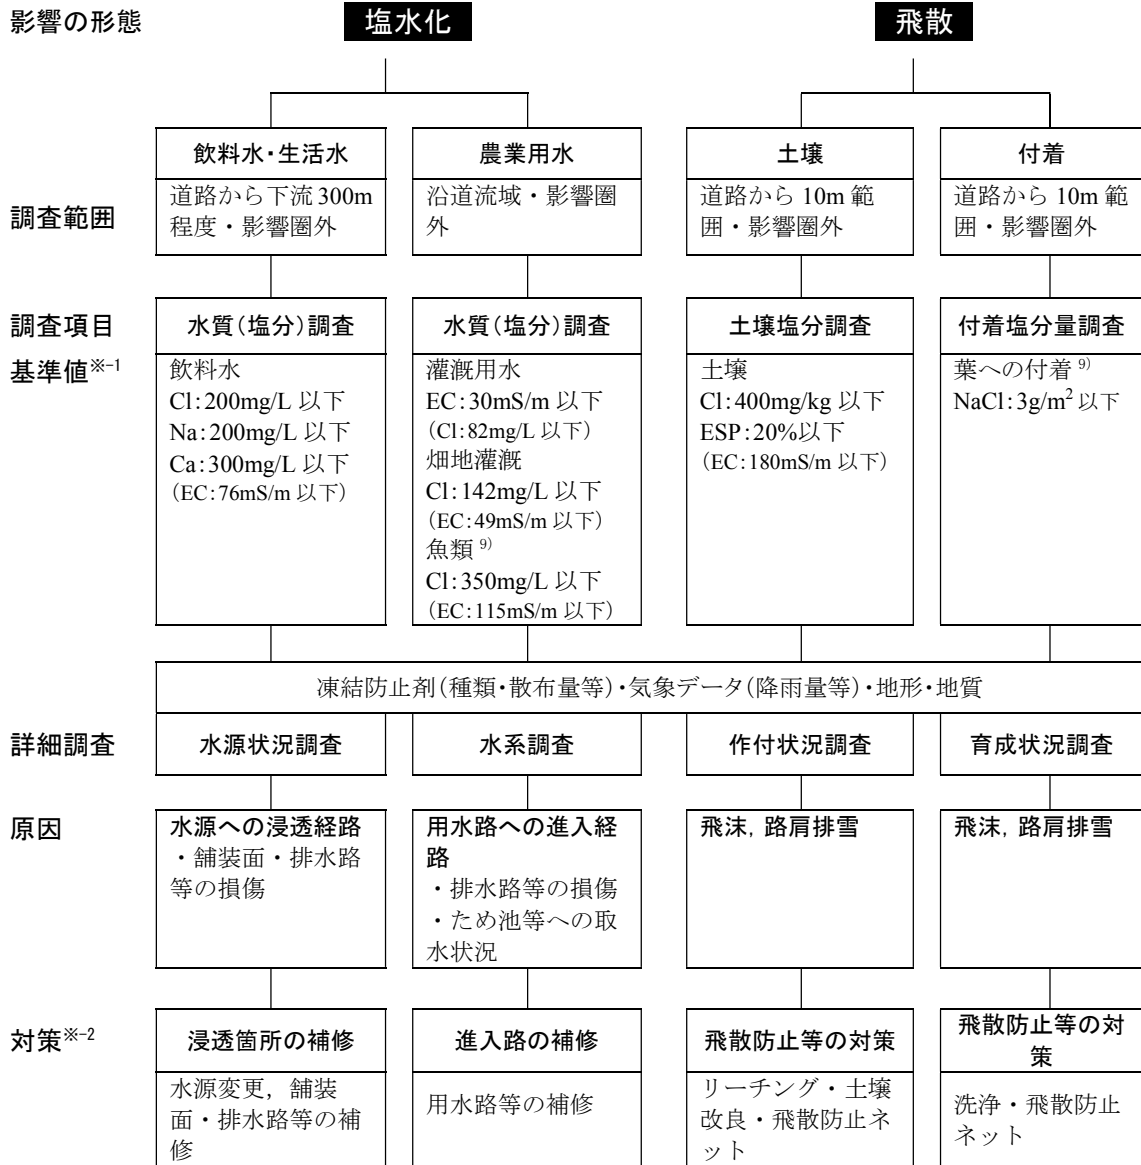 影響の形態
塩水化
飛散
飲料水・生活水
農業用水
土壌
付着
調査範囲
道路から下流 300m
程度・影響圏外
沿道流域・影響圏
外
道路から 10m 範
囲・影響圏外
道路から 10m 範
囲・影響圏外
調査項目
水質(塩分)調査
水質(塩分)調査
土壌塩分調査
付着塩分量調査
基準値※-1
飲料水
Cl:200mg/L 以下
Na:200mg/L 以下
Ca:300mg/L 以下
(EC:76mS/m 以下)
灌漑用水
EC:30mS/m 以下
(Cl:82mg/L 以下)
畑地灌漑
Cl:142mg/L 以下
(EC:49mS/m 以下)
魚類 9)
Cl:350mg/L 以下
(EC:115mS/m 以下)
土壌
Cl:400mg/kg 以下
ESP:20%以下
(EC:180mS/m 以下)
葉への付着 9)
NaCl:3g/m2 以下
凍結防止剤(種類・散布量等)・気象データ(降雨量等)・地形・地質
詳細調査
水源状況調査
水系調査
作付状況調査
育成状況調査
原因
水源への浸透経路
・舗装面・排水路
等の損傷
用水路への進入経
路
・排水路等の損傷
・ため池等への取
水状況
飛沫, 路肩排雪
飛沫, 路肩排雪
対策※-2
浸透箇所の補修
進入路の補修
飛散防止等の対策
飛散防止等の対
策
水源変更，舗装
面・排水路等の補
修
用水路等の補修
リーチング・土壌
改良・飛散防止ネ
ット
洗浄・飛散防止
ネット